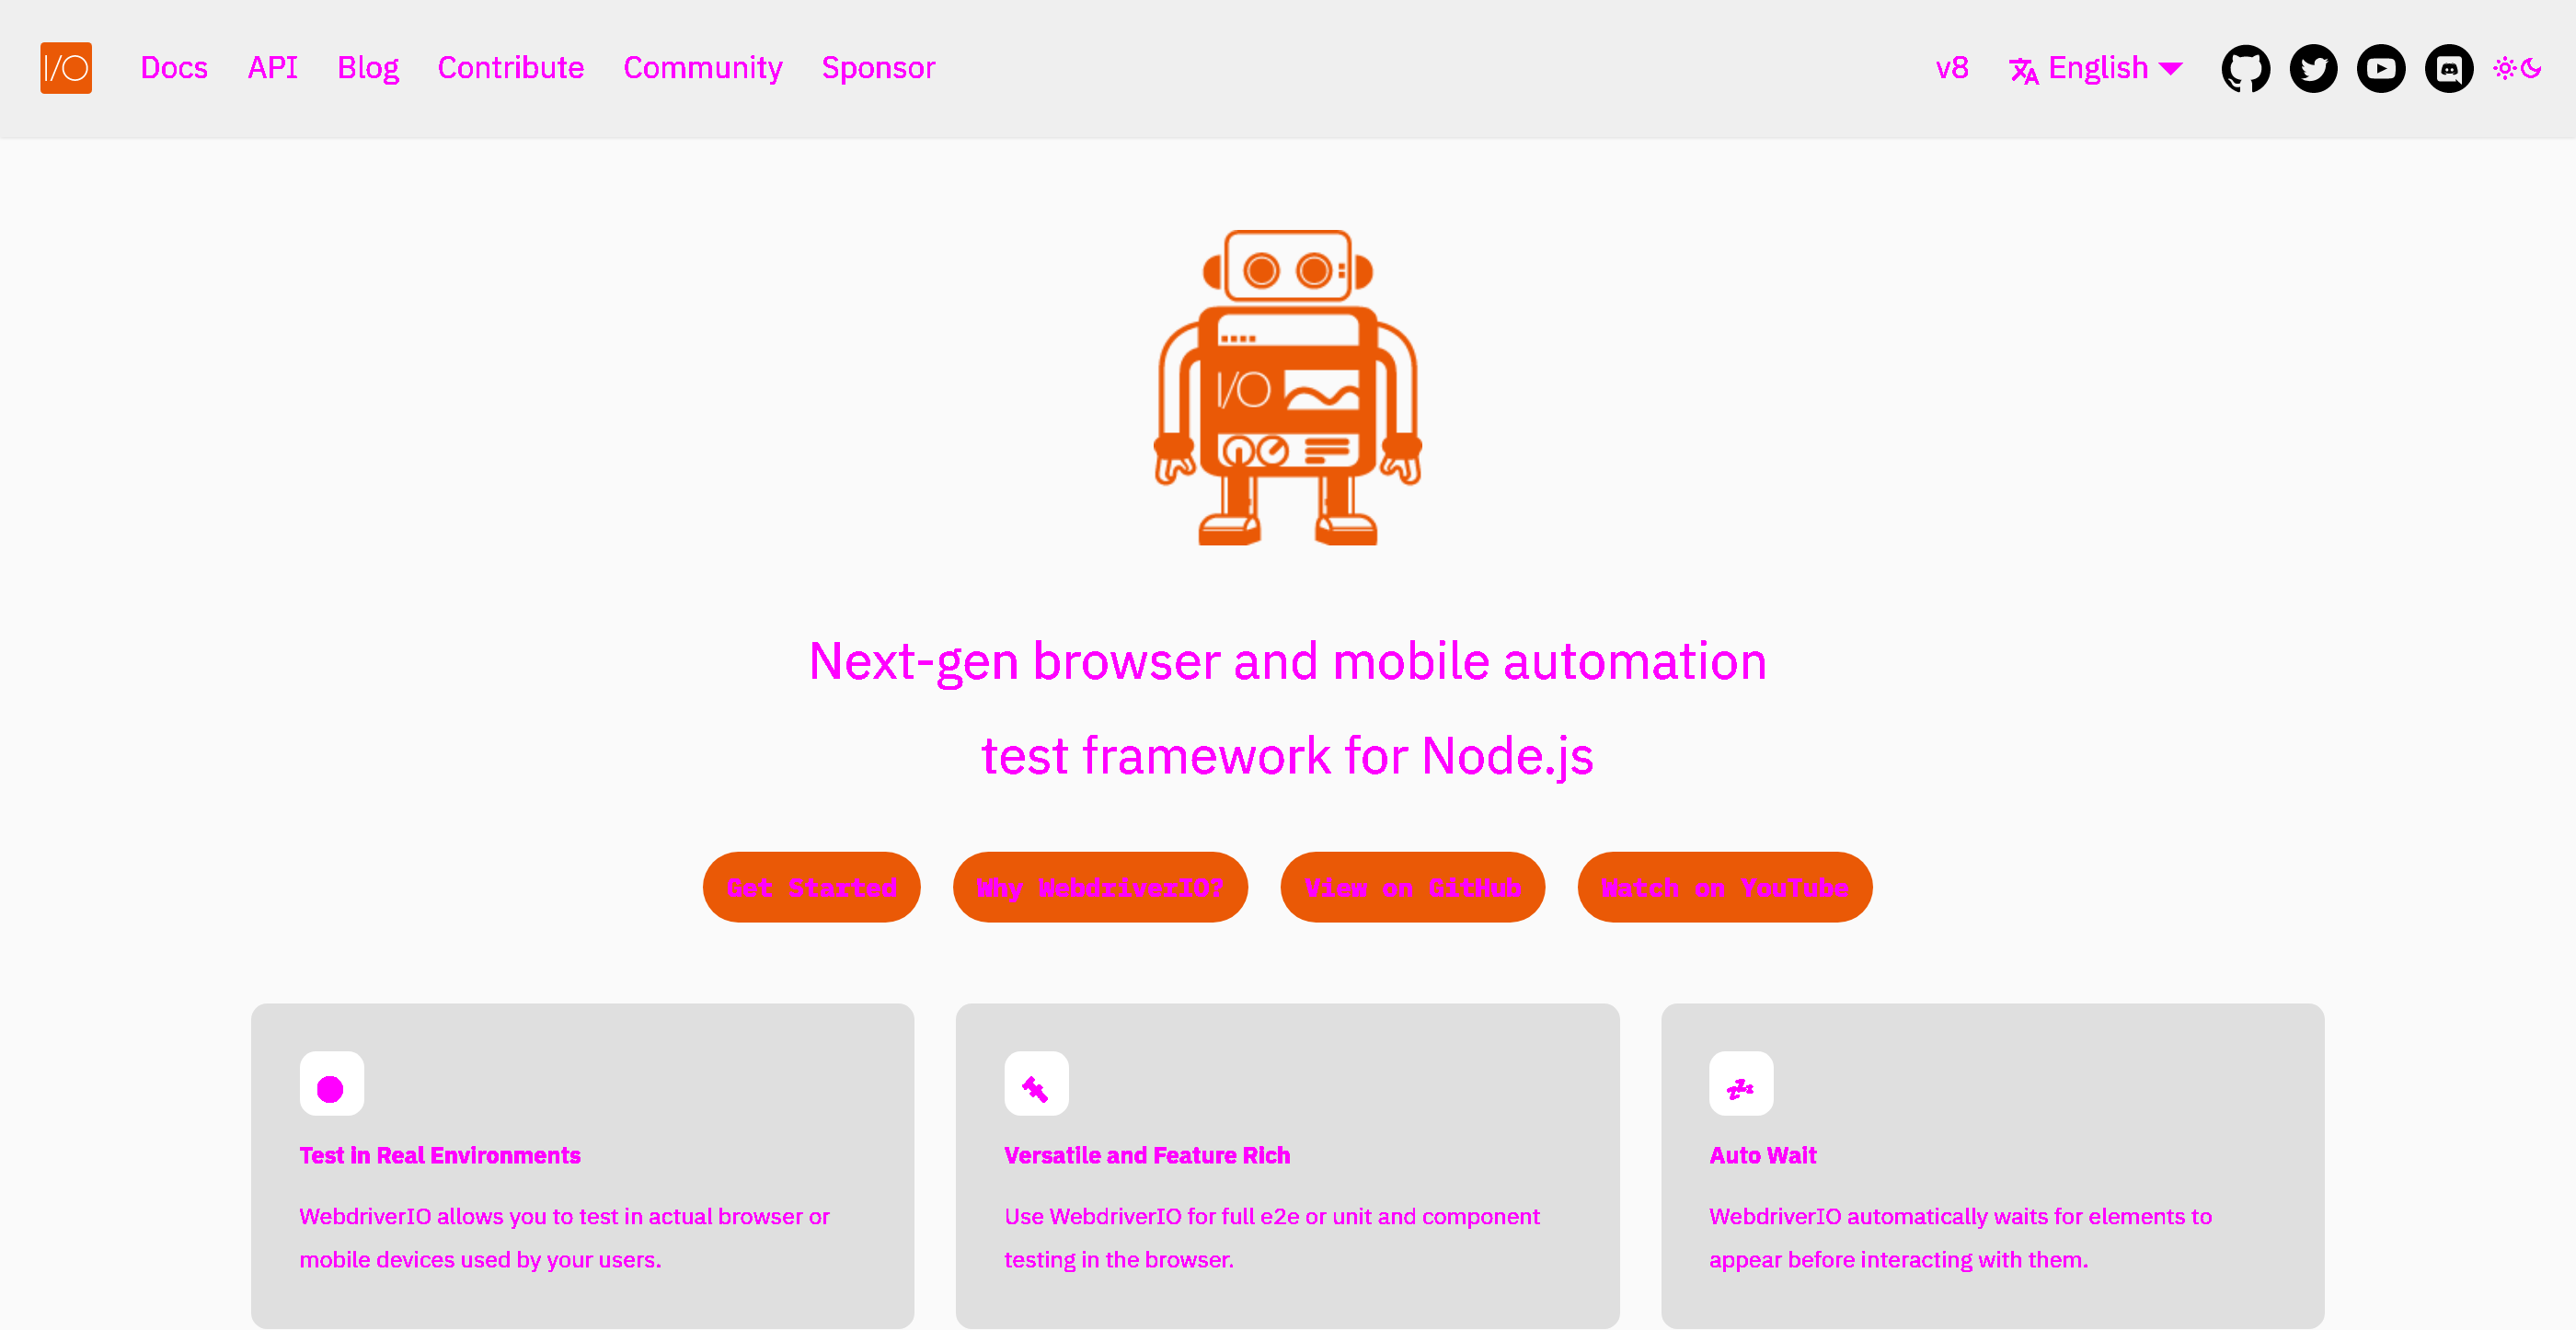 I/O
Docs API Blog Contribute Community Sponsor v8 English
I/O
Next-gen browser and mobile automation
test framework for Node.js
Get Started Why WebdriverIO? View on GitHub Watch on YouTube
Test in Real Environments
WebdriverIO allows you to test in actual browser or
mobile devices used by your users.
Versatile and Feature Rich
Use WebdriverIO for full e2e or unit and component
testing in the browser.
Auto Wait
WebdriverIO automatically waits for elements to
appear before interacting with them.